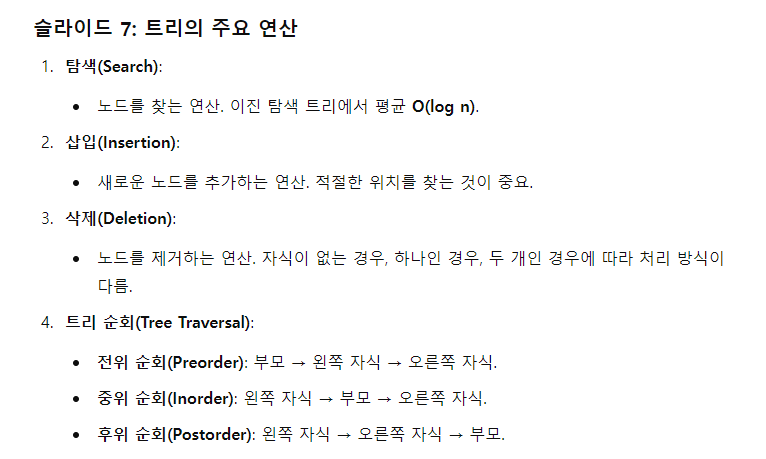 슬라이드 7: 트리의 주요 연산
1. 탐색(Search):
• 노드를 찾는 연산. 이진 탐색 트리에서 평균 O(log n).
2. 삽입(Insertion):
• 새로운 노드를 추가하는 연산. 적절한 위치를 찾는 것이 중요.
3. 삭제(Deletion):
• 노드를 제거하는 연산. 자식이 없는 경우, 하나인 경우, 두 개인 경우에 따라 처리 방식이
다름.
4. 트리 순회(Tree Traversal):
• 전위 순회(Preorder): 부모 → 왼쪽 자식 → 오른쪽 자식.
• 중위 순회(Inorder): 왼쪽 자식 → 부모 → 오른쪽 자식.
• 후위 순회(Postorder): 왼쪽 자식 → 오른쪽 자식 → 부모.